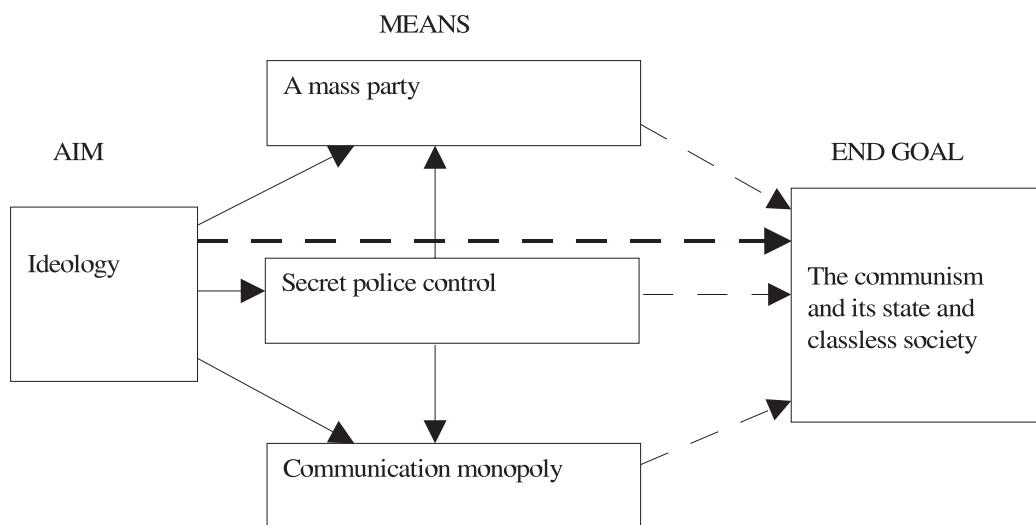 MEANS
A mass party
AIM
END GOAL
Ideology
Secret police control
The communism
and its state and
classless society
Communication monopoly